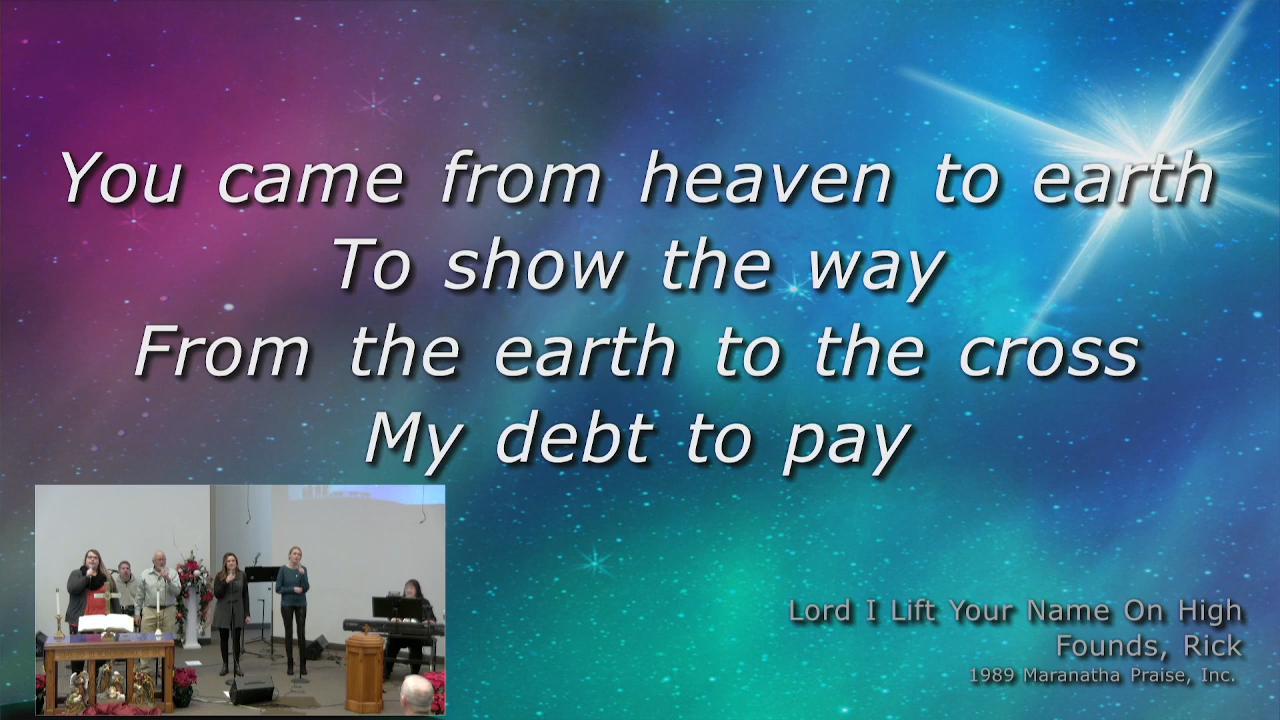 You came from heaven to earth
To show the way
From the earth to the cross
My debt to pay
Lord I Lift Your Name On High
Founds, Rick
1989 Maranatha Praise, Inc.